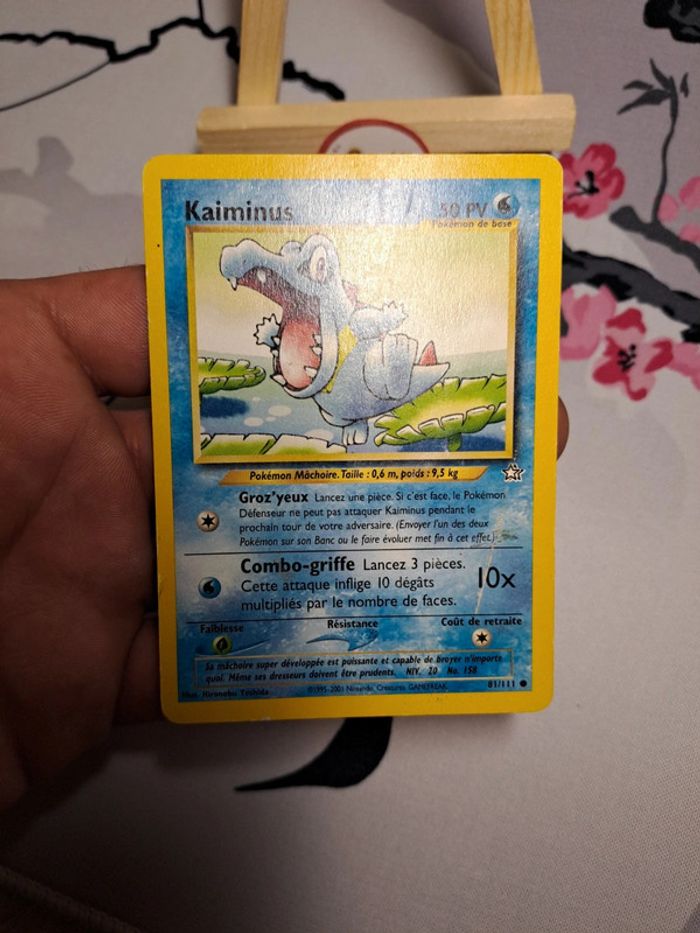 Kaiminus
50 PV
Pokémon de base
Pokémon Mâchoire. Taille : 0,6 m, poids : 9,5 kg
Groz'yeux Lancez une pièce. Si c'est face, le Pokémon
Défenseur ne peut pas attaquer Kaiminus pendant le
prochain tour de votre adversaire. (Envoyer l'un des deux
Pokémon sur son Banc ou le faire évoluer met fin à cet effet.)
Combo-griffe Lancez 3 pièces.
Cette attaque inflige 10 dégâts
multipliés par le nombre de faces.
10x
Faiblesse
Résistance
Coût de retraite
Sa mâchoire super développée est puissante et capable de broyer n'importe
quoi. Même ses dresseurs doivent être prudents. NIV. 20 No. 158
Illus. Hironobu Yoshida
©1995-2001 Nintendo, Creatures, GAMEFREAK.
81/111